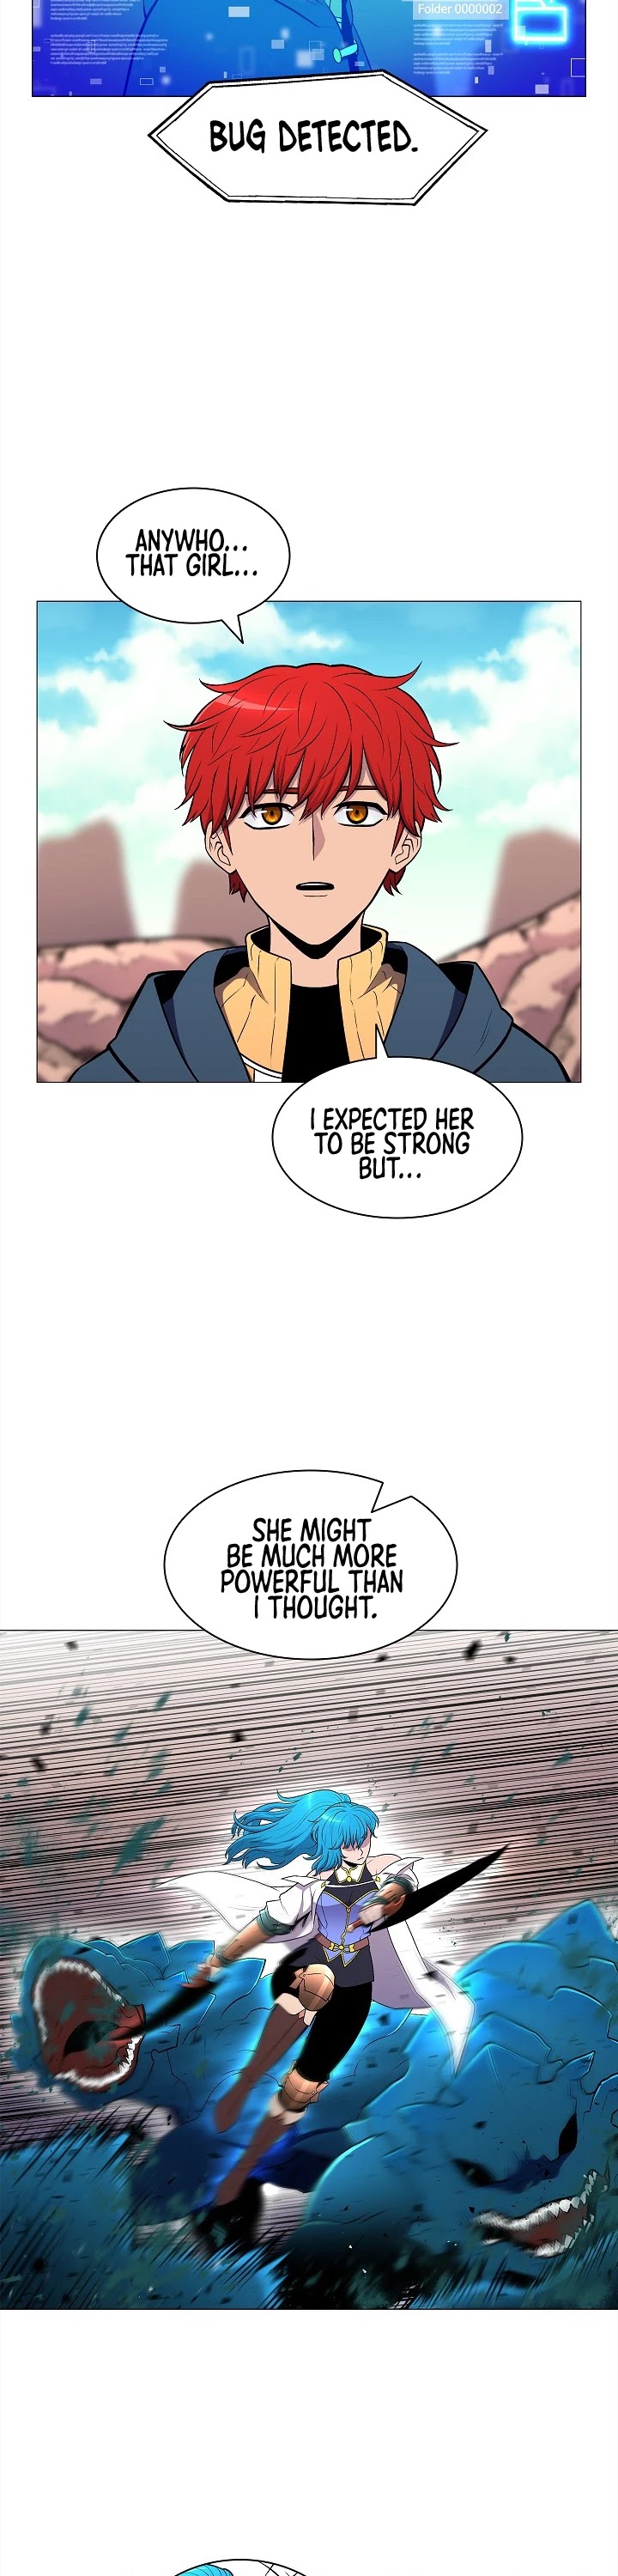 Folder 0000002
BUG DETECTED.
ANYWHO...
THAT GIRL...
I EXPECTED HER
TO BE STRONG
BUT...
SHE MIGHT
BE MUCH MORE
POWERFUL THAN
I THOUGHT.